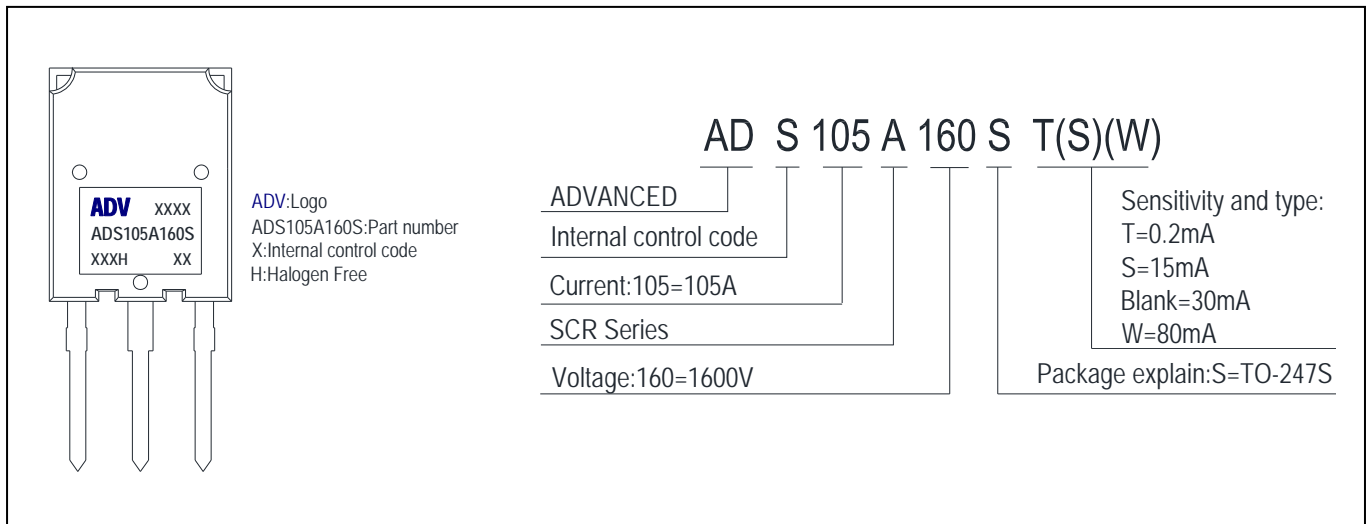 ADV XXXX
ADS105A160S
XXXH XX
ADV:Logo
ADS105A160S:Part number
X:Internal control code
H:Halogen Free
AD S 105 A 160 S T(S)(W)
ADVANCED
Internal control code
Current:105=105A
SCR Series
Voltage:160=1600V
Sensitivity and type:
T=0.2mA
S=15mA
Blank=30mA
W=80mA
Package explain:S=TO-247S